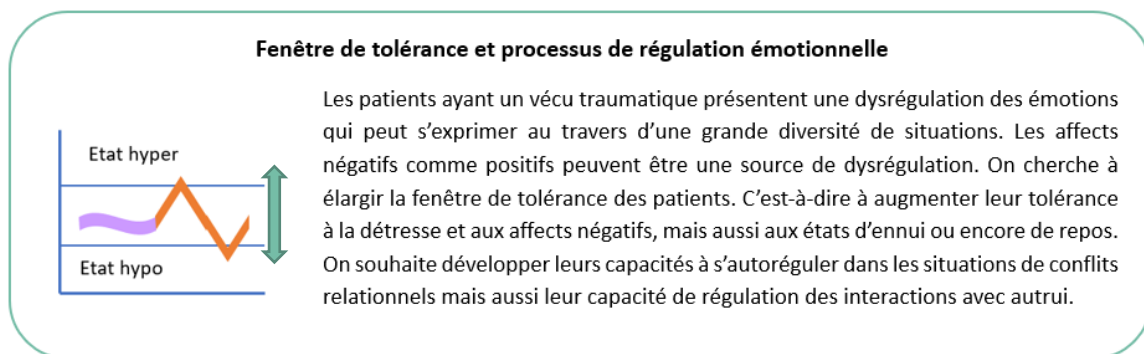 Fenêtre de tolérance et processus de régulation émotionnelle
Les patients ayant un vécu traumatique présentent une dysrégulation des émotions
qui peut s’exprimer au travers d’une grande diversité de situations. Les affects
négatifs comme positifs peuvent être une source de dysrégulation. On cherche à
élargir la fenêtre de tolérance des patients. C’est-à-dire à augmenter leur tolérance
à la détresse et aux affects négatifs, mais aussi aux états d’ennui ou encore de repos.
On souhaite développer leurs capacités à s’autoréguler dans les situations de conflits
relationnels mais aussi leur capacité de régulation des interactions avec autrui.
Etat hyper
Etat hypo